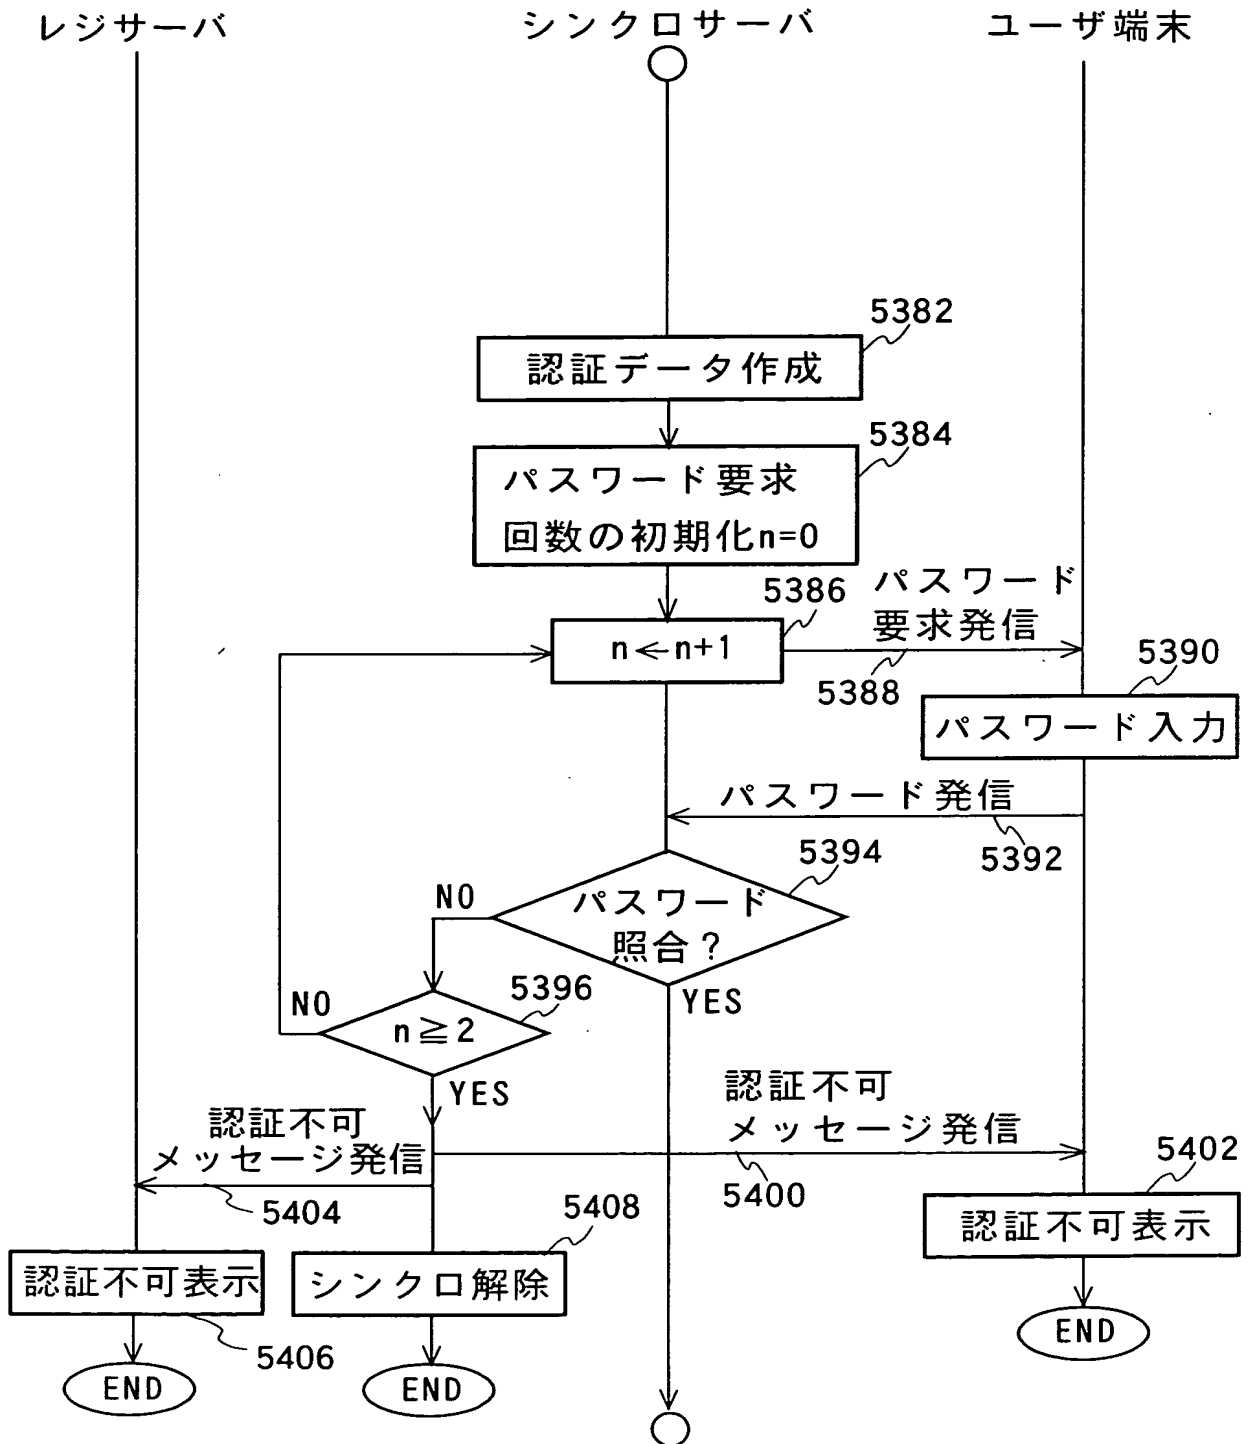 レジサーバ
シンクロサーバ
ユーザ端末
5382
認証データ作成
5384
パスワード要求
回数の初期化n=0
5386
n←n+1
パスワード
要求発信
5388
5390
パスワード入力
パスワード発信
5392
5394
パスワード
照合?
NO
YES
5396
n≧2
NO
YES
認証不可
メッセージ発信
5400
認証不可
メッセージ発信
5404
5402
認証不可表示
END
5408
シンクロ解除
END
認証不可表示
5406
END